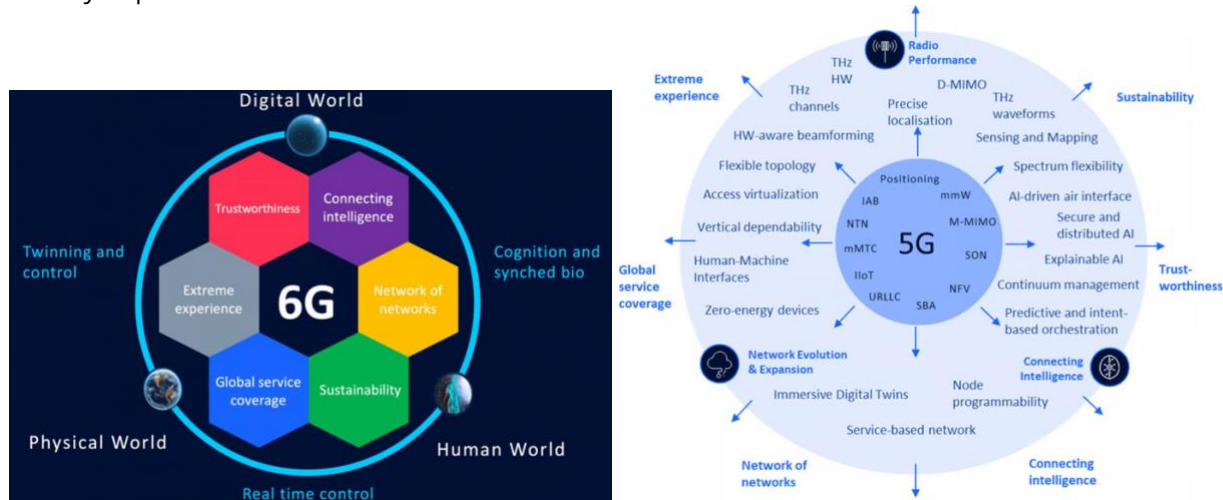 Digital World
Trustworthiness
Connecting
intelligence
Twinning and
control
Cognition and
synched bio
Extreme
experience
6G
Network of
networks
Global service
coverage
Sustainability
Physical World
Human World
Real time control
Radio
Performance
Extreme
experience
THz
HW
D-MIMO
THz
channels
THz
waveforms
Sustainability
Precise
localisation
HW-aware beamforming
Sensing and Mapping
Flexible topology
Spectrum flexibility
Positioning
mmW
Access virtualization
IAB
AI-driven air interface
Vertical dependability
NTN
M-MIMO
Secure and
distributed AI
5G
mMTC
SON
Explainable AI
Global
service
coverage
Human-Machine
Interfaces
Trust-
worthiness
IIoT
NFV
Continuum management
URLLC
SBA
Zero-energy devices
Predictive and intent-
based orchestration
Network Evolution
& Expansion
Connecting
Intelligence
Immersive Digital Twins
Node
programmability
Service-based network
Network of
networks
Connecting
intelligence